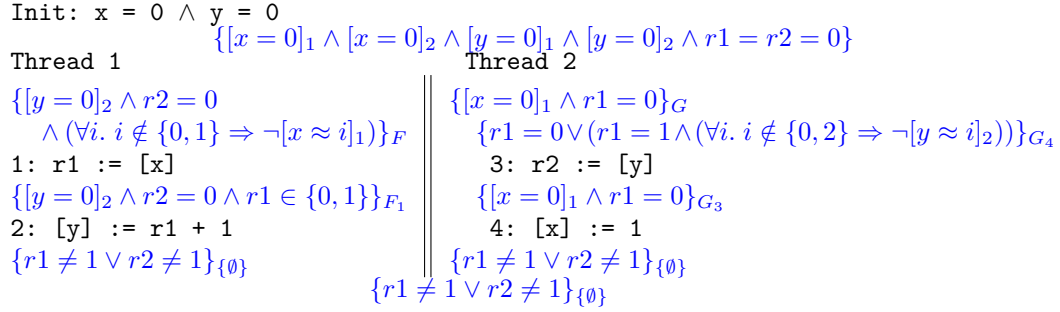 Init: x = 0 ∧ y = 0
{[x = 0]₁ ∧ [x = 0]₂ ∧ [y = 0]₁ ∧ [y = 0]₂ ∧ r1 = r2 = 0}
Thread 1
{[y = 0]₂ ∧ r2 = 0
∧ (∀i. i ∉ {0, 1} ⇒ ¬[x ≈ i]₁)}_F
1: r1 := [x]
{[y = 0]₂ ∧ r2 = 0 ∧ r1 ∈ {0, 1}}_F₁
2: [y] := r1 + 1
{r1 ≠ 1 ∨ r2 ≠ 1}_{∅}
Thread 2
{[x = 0]₁ ∧ r1 = 0}_G
{r1 = 0 ∨ (r1 = 1 ∧ (∀i. i ∉ {0, 2} ⇒ ¬[y ≈ i]₂))}_G₄
3: r2 := [y]
{[x = 0]₁ ∧ r1 = 0}_G₃
4: [x] := 1
{r1 ≠ 1 ∨ r2 ≠ 1}_{∅}
{r1 ≠ 1 ∨ r2 ≠ 1}_{∅}